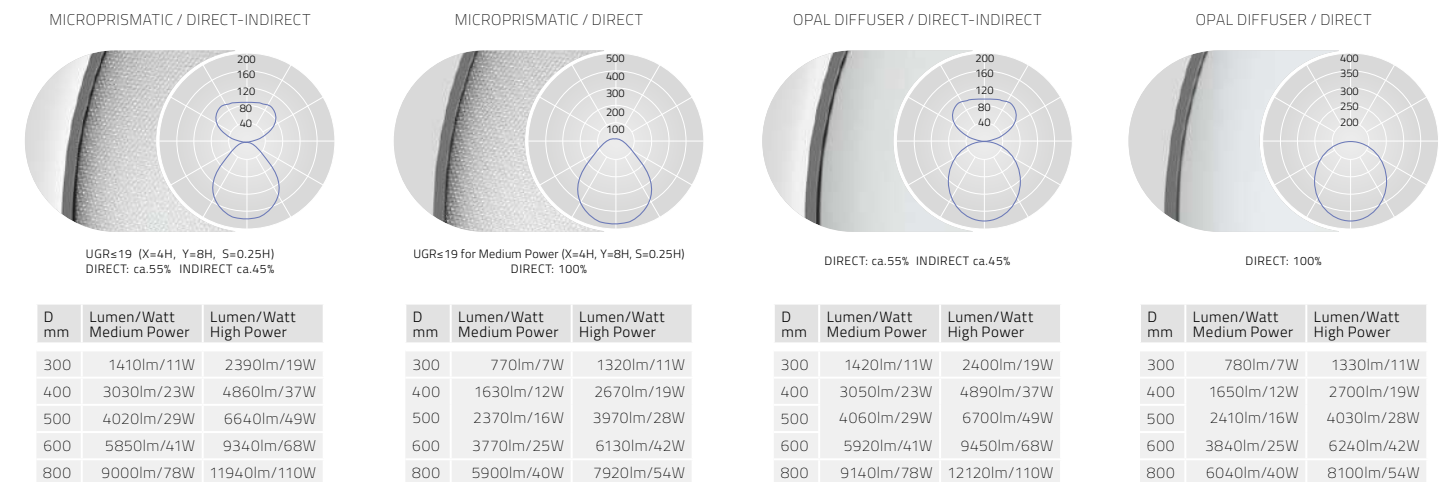 MICROPRISMATIC / DIRECT-INDIRECT
200
160
120
80
40
UGR≤19 (X=4H, Y=8H, S=0.25H)
DIRECT: ca.55% INDIRECT ca.45%
D mm Lumen/Watt Medium Power Lumen/Watt High Power
300 1410lm/11W 2390lm/19W
400 3030lm/23W 4860lm/37W
500 4020lm/29W 6640lm/49W
600 5850lm/41W 9340lm/68W
800 9000lm/78W 11940lm/110W
MICROPRISMATIC / DIRECT
500
400
300
200
100
UGR≤19 for Medium Power (X=4H, Y=8H, S=0.25H)
DIRECT: 100%
D mm Lumen/Watt Medium Power Lumen/Watt High Power
300 770lm/7W 1320lm/11W
400 1630lm/12W 2670lm/19W
500 2370lm/16W 3970lm/28W
600 3770lm/25W 6130lm/42W
800 5900lm/40W 7920lm/54W
OPAL DIFFUSER / DIRECT-INDIRECT
200
160
120
80
40
DIRECT: ca.55% INDIRECT ca.45%
D mm Lumen/Watt Medium Power Lumen/Watt High Power
300 1420lm/11W 2400lm/19W
400 3050lm/23W 4890lm/37W
500 4060lm/29W 6700lm/49W
600 5920lm/41W 9450lm/68W
800 9140lm/78W 12120lm/110W
OPAL DIFFUSER / DIRECT
400
350
300
250
200
DIRECT: 100%
D mm Lumen/Watt Medium Power Lumen/Watt High Power
300 780lm/7W 1330lm/11W
400 1650lm/12W 2700lm/19W
500 2410lm/16W 4030lm/28W
600 3840lm/25W 6240lm/42W
800 6040lm/40W 8100lm/54W